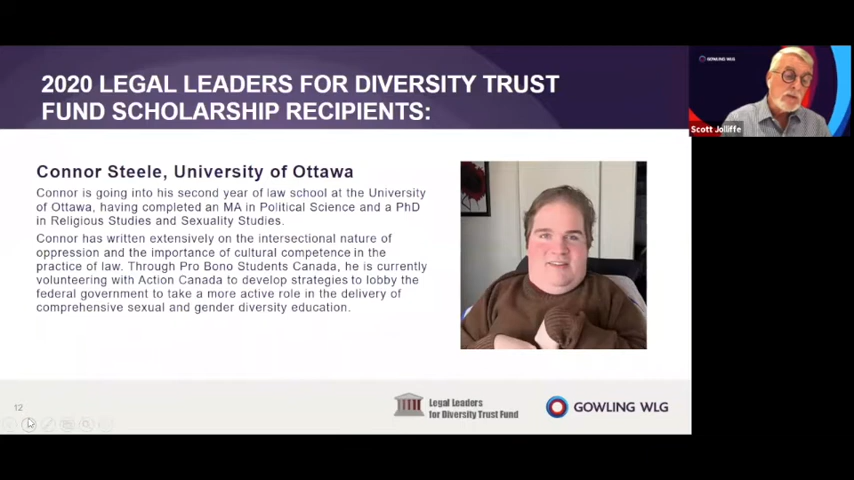 2020 LEGAL LEADERS FOR DIVERSITY TRUST
FUND SCHOLARSHIP RECIPIENTS:
Connor Steele, University of Ottawa
Connor is going into his second year of law school at the University
of Ottawa, having completed an MA in Political Science and a PhD
in Religious Studies and Sexuality Studies.
Connor has written extensively on the intersectional nature of
oppression and the importance of cultural competence in the
practice of law. Through Pro Bono Students Canada, he is currently
volunteering with Action Canada to develop strategies to lobby the
federal government to take a more active role in the delivery of
comprehensive sexual and gender diversity education.
12
Legal Leaders
for Diversity Trust Fund
GOWLING WLG
GOWLING WLG
Scott Jolliffe